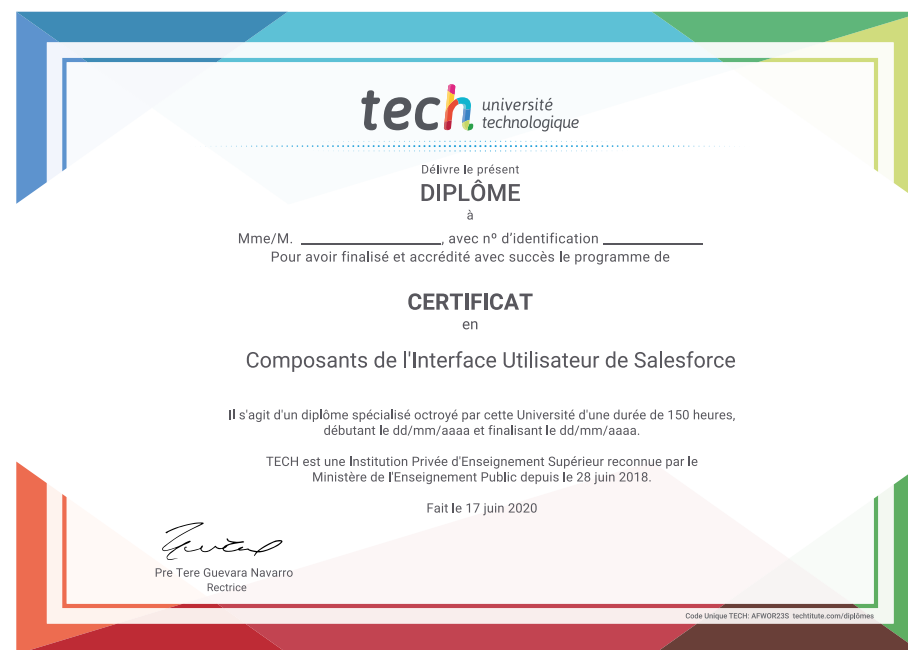 tech université
technologique
Délivre le présent
DIPLÔME
à
Mme/M. ____________________, avec nº d'identification ______________
Pour avoir finalisé et accrédité avec succès le programme de
CERTIFICAT
en
Composants de l'Interface Utilisateur de Salesforce
Il s'agit d'un diplôme spécialisé octroyé par cette Université d'une durée de 150 heures,
débutant le dd/mm/aaaa et finalisant le dd/mm/aaaa.
TECH est une Institution Privée d'Enseignement Supérieur reconnue par le
Ministère de l'Enseignement Public depuis le 28 juin 2018.
Fait le 17 juin 2020
Pre Tere Guevara Navarro
Rectrice
Code Unique TECH: AFWOR23S techtitute.com/diplômes